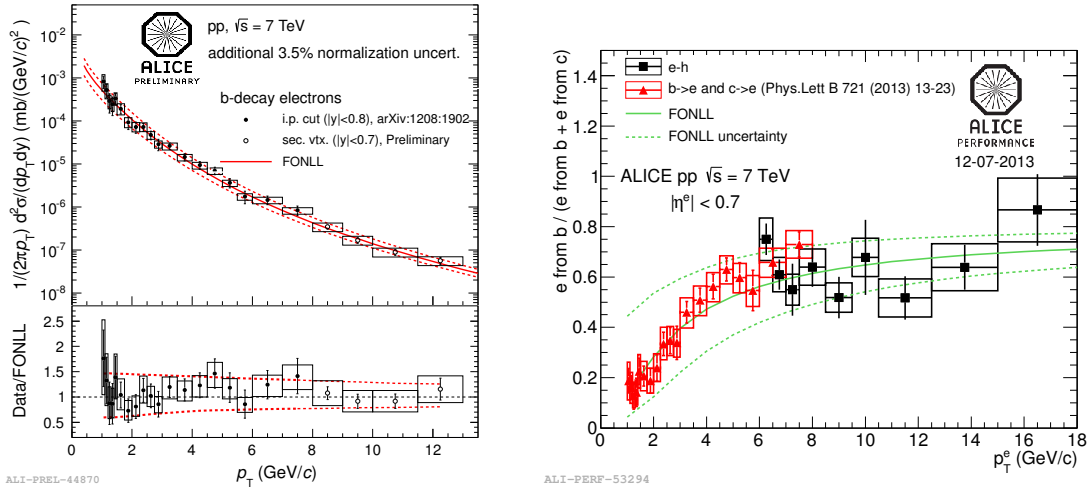 pp, √s = 7 TeV
additional 3.5% normalization uncert.
ALICE
PRELIMINARY
b-decay electrons
i.p. cut (|y|<0.8), arXiv:1208:1902
sec. vtx. (|y|<0.7), Preliminary
FONLL
1/(2πp_T) d²σ/(dp_Tdy) (mb/(GeV/c)²)
10⁻²
10⁻³
10⁻⁴
10⁻⁵
10⁻⁶
10⁻⁷
10⁻⁸
Data/FONLL
2.5
2
1.5
1
0.5
0 2 4 6 8 10 12
p_T (GeV/c)
ALI-PREL-44870
e from b / (e from b + e from c)
1.4
1.2
1
0.8
0.6
0.4
0.2
0
e-h
b->e and c->e (Phys.Lett B 721 (2013) 13-23)
FONLL
FONLL uncertainty
ALICE
PERFORMANCE
12-07-2013
ALICE pp √s = 7 TeV
|η^e| < 0.7
0 2 4 6 8 10 12 14 16 18
p_T^e (GeV/c)
ALI-PERF-53294